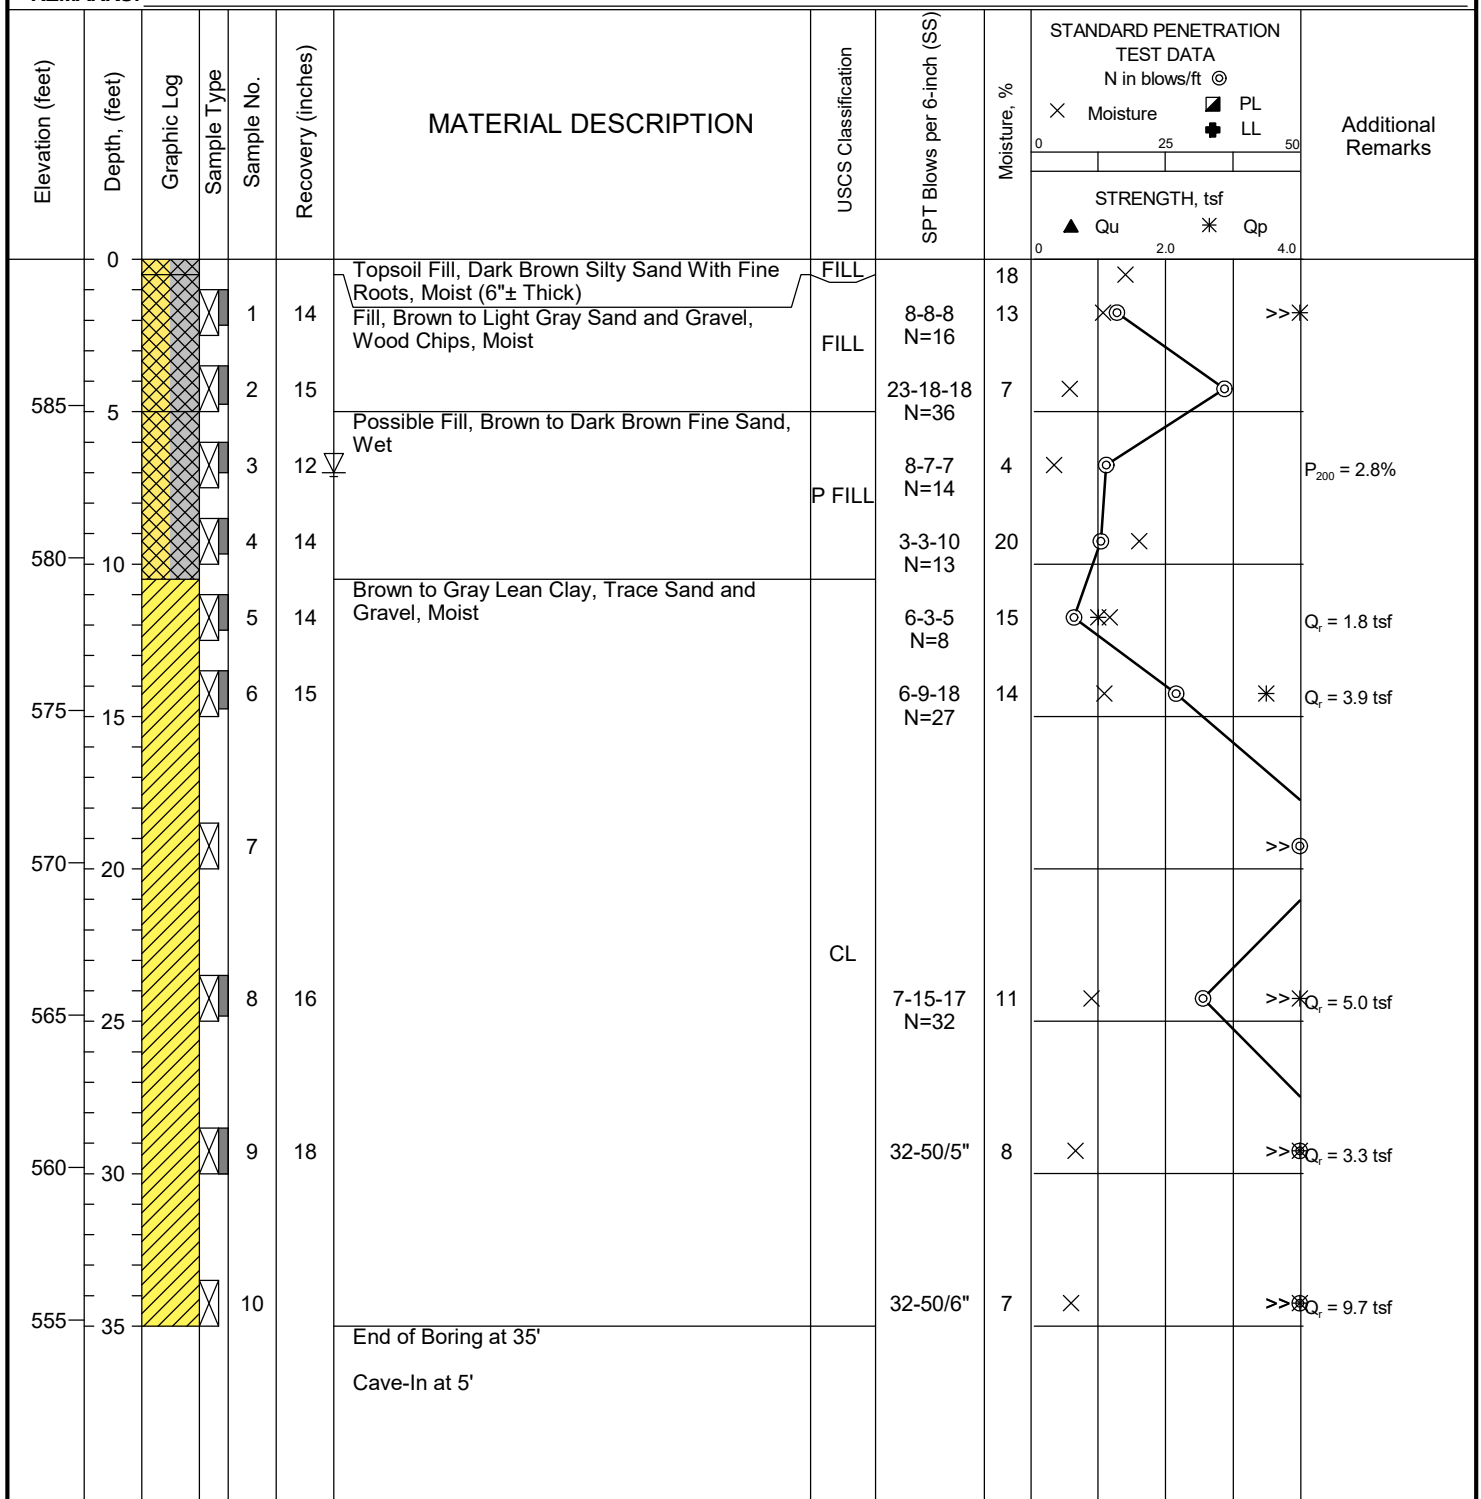 Elevation (feet)
Depth, (feet)
Graphic Log
Sample Type
Sample No.
Recovery (inches)
MATERIAL DESCRIPTION
USCS Classification
SPT Blows per 6-inch (SS)
Moisture, %
STANDARD PENETRATION
TEST DATA
N in blows/ft
Moisture
PL
LL
0 25 50
STRENGTH, tsf
Qu Qp
0 2.0 4.0
Additional
Remarks
0
Topsoil Fill, Dark Brown Silty Sand With Fine
Roots, Moist (6"± Thick)
FILL
18
1
14
Fill, Brown to Light Gray Sand and Gravel,
Wood Chips, Moist
FILL
8-8-8
N=16
13
>>
2
15
23-18-18
N=36
7
585
5
Possible Fill, Brown to Dark Brown Fine Sand,
Wet
3
12
P FILL
8-7-7
N=14
4
P200 = 2.8%
4
14
3-3-10
N=13
20
580
10
Brown to Gray Lean Clay, Trace Sand and
Gravel, Moist
5
14
6-3-5
N=8
15
Qr = 1.8 tsf
6
15
6-9-18
N=27
14
Qr = 3.9 tsf
575
15
7
>>
570
20
CL
8
16
7-15-17
N=32
11
>>
Qr = 5.0 tsf
565
25
9
18
32-50/5"
8
>>
Qr = 3.3 tsf
560
30
10
32-50/6"
7
>>
Qr = 9.7 tsf
555
35
End of Boring at 35'
Cave-In at 5'